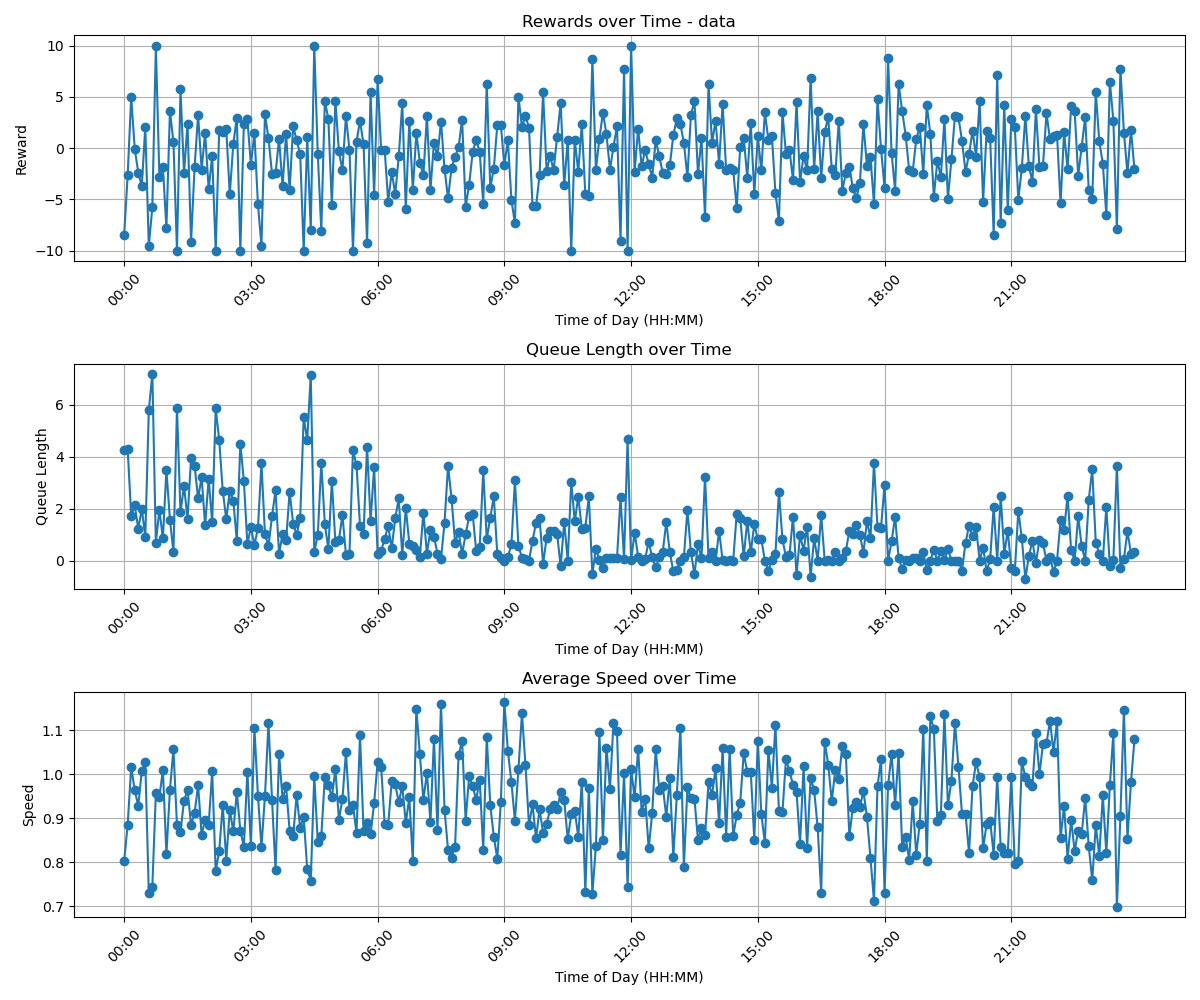 Rewards over Time - data
10
5
0
−5
−10
Reward
00:00 03:00 06:00 09:00 12:00 15:00 18:00 21:00
Time of Day (HH:MM)
Queue Length over Time
6
4
2
0
Queue Length
00:00 03:00 06:00 09:00 12:00 15:00 18:00 21:00
Time of Day (HH:MM)
Average Speed over Time
1.1
1.0
0.9
0.8
0.7
Speed
00:00 03:00 06:00 09:00 12:00 15:00 18:00 21:00
Time of Day (HH:MM)